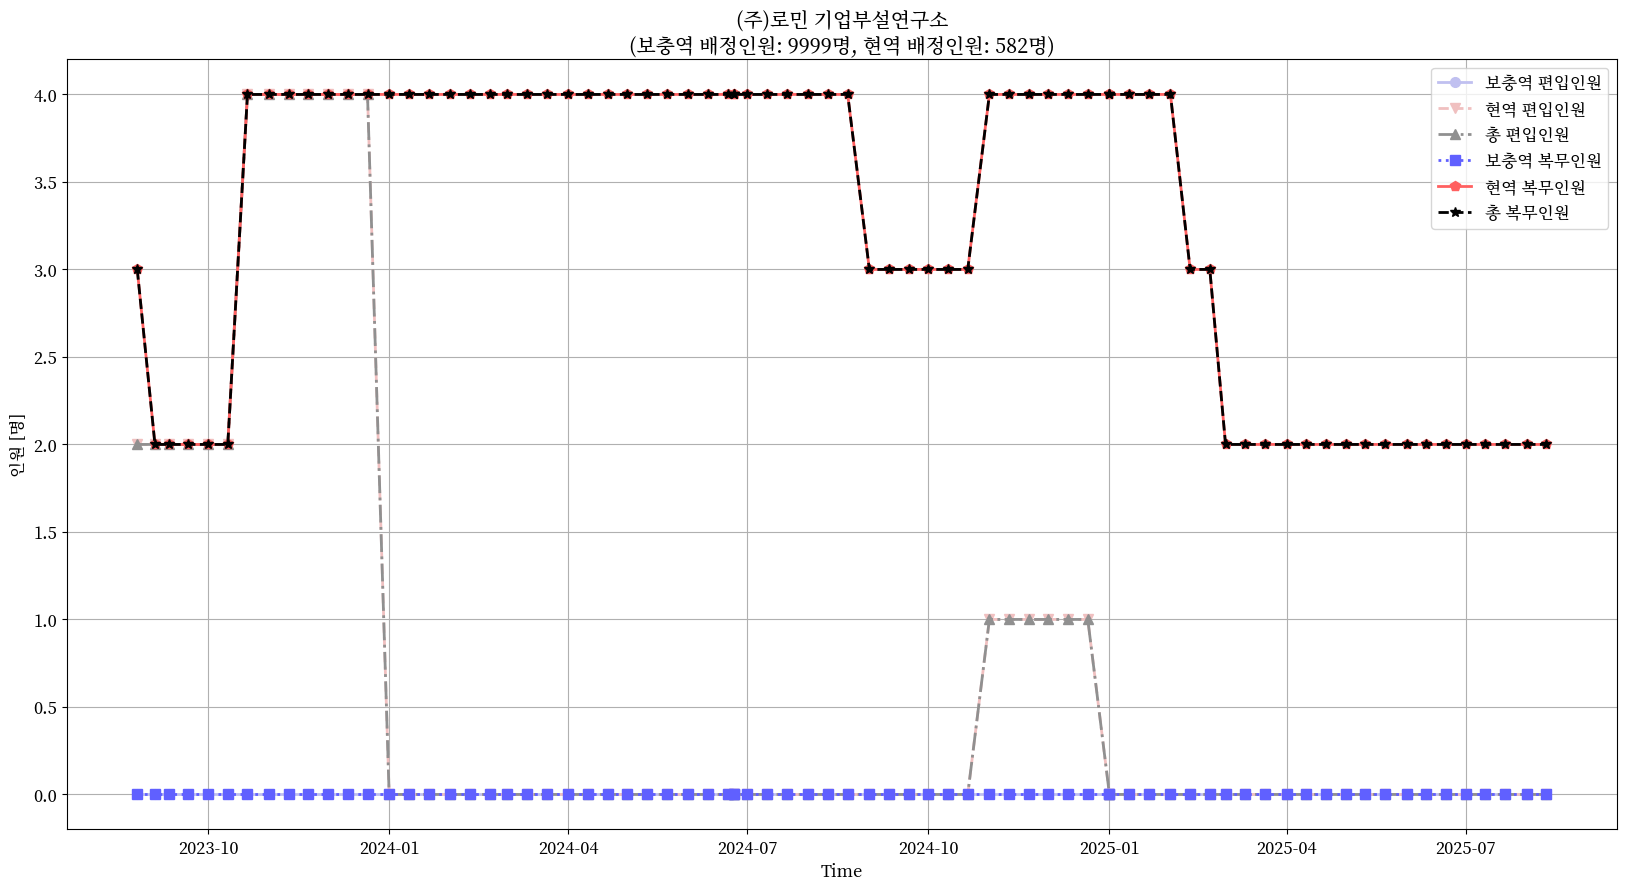 (주)로민 기업부설연구소
(보충역 배정인원: 9999명, 현역 배정인원: 582명)
보충역 편입인원
현역 편입인원
총 편입인원
보충역 복무인원
현역 복무인원
총 복무인원
인원 [명]
4.0
3.5
3.0
2.5
2.0
1.5
1.0
0.5
0.0
2023-10 2024-01 2024-04 2024-07 2024-10 2025-01 2025-04 2025-07
Time